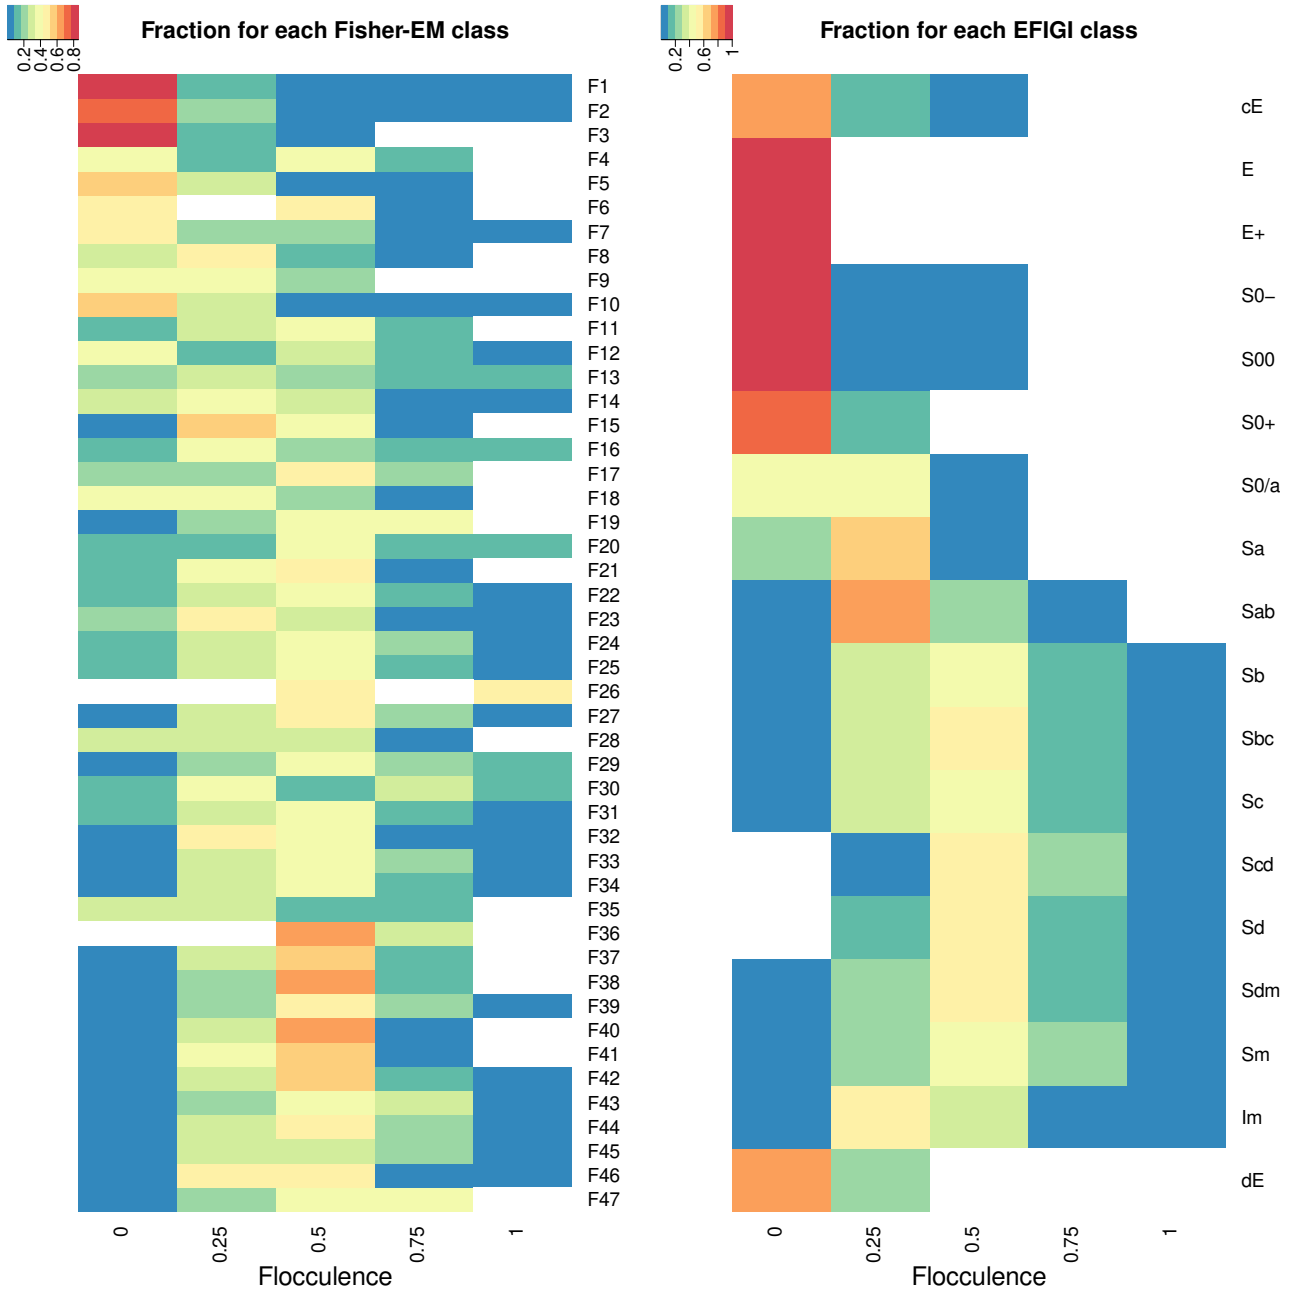 Fraction for each Fisher-EM class
0.2 0.4 0.6 0.8
F1
F2
F3
F4
F5
F6
F7
F8
F9
F10
F11
F12
F13
F14
F15
F16
F17
F18
F19
F20
F21
F22
F23
F24
F25
F26
F27
F28
F29
F30
F31
F32
F33
F34
F35
F36
F37
F38
F39
F40
F41
F42
F43
F44
F45
F46
F47
0 0.25 0.5 0.75 1
Flocculence
Fraction for each EFIGI class
0.2 0.6 1
cE
E
E+
S0−
S00
S0+
S0/a
Sa
Sab
Sb
Sbc
Sc
Scd
Sd
Sdm
Sm
Im
dE
0 0.25 0.5 0.75 1
Flocculence